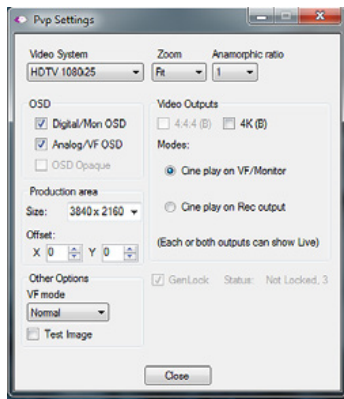 Pvp Settings
Video System
Zoom
Anamorphic ratio
HDTV 1080i25
Fit
1
OSD
Digital/Mon OSD
Analog/VF OSD
OSD Opaque
Video Outputs
4:4:4 (B)
4K (B)
Modes:
Cine play on VF/Monitor
Cine play on Rec output
(Each or both outputs can show Live)
Production area
Size: 3840 x 2160
Offset:
X 0 Y 0
Other Options
VF mode
Normal
Test Image
GenLock Status: Not Locked, 3
Close